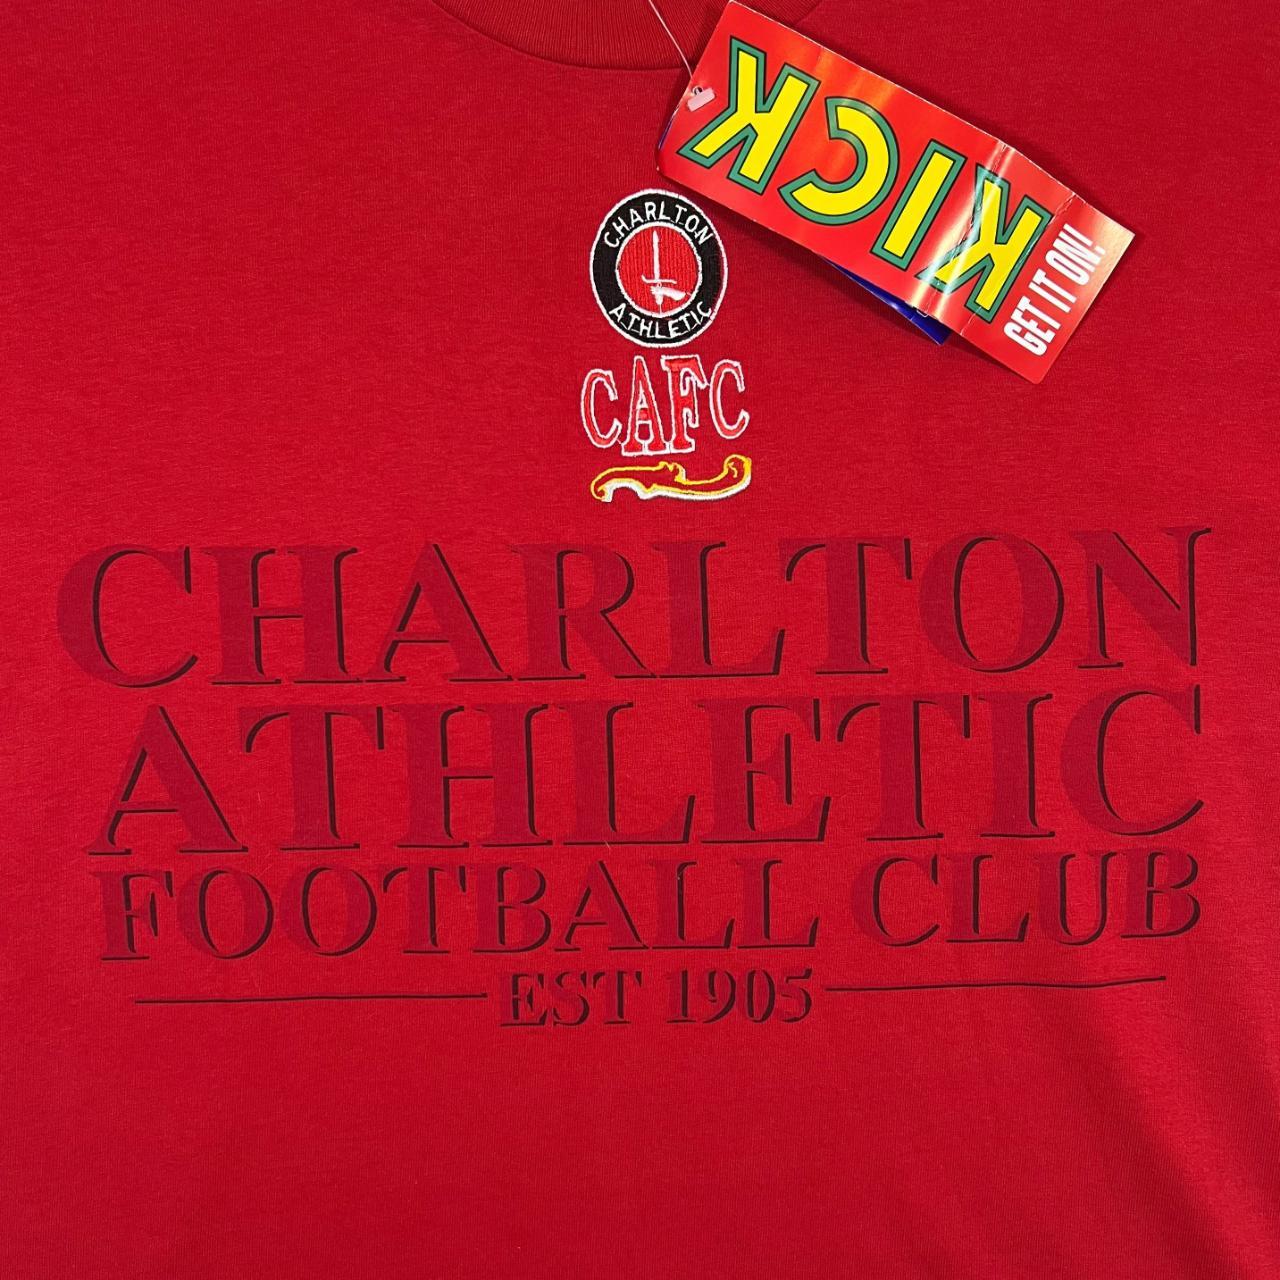 KICK
GET IT ON!
CHARLTON
ATHLETIC
CAFC
CHARLTON
ATHLETIC
FOOTBALL CLUB
EST 1905